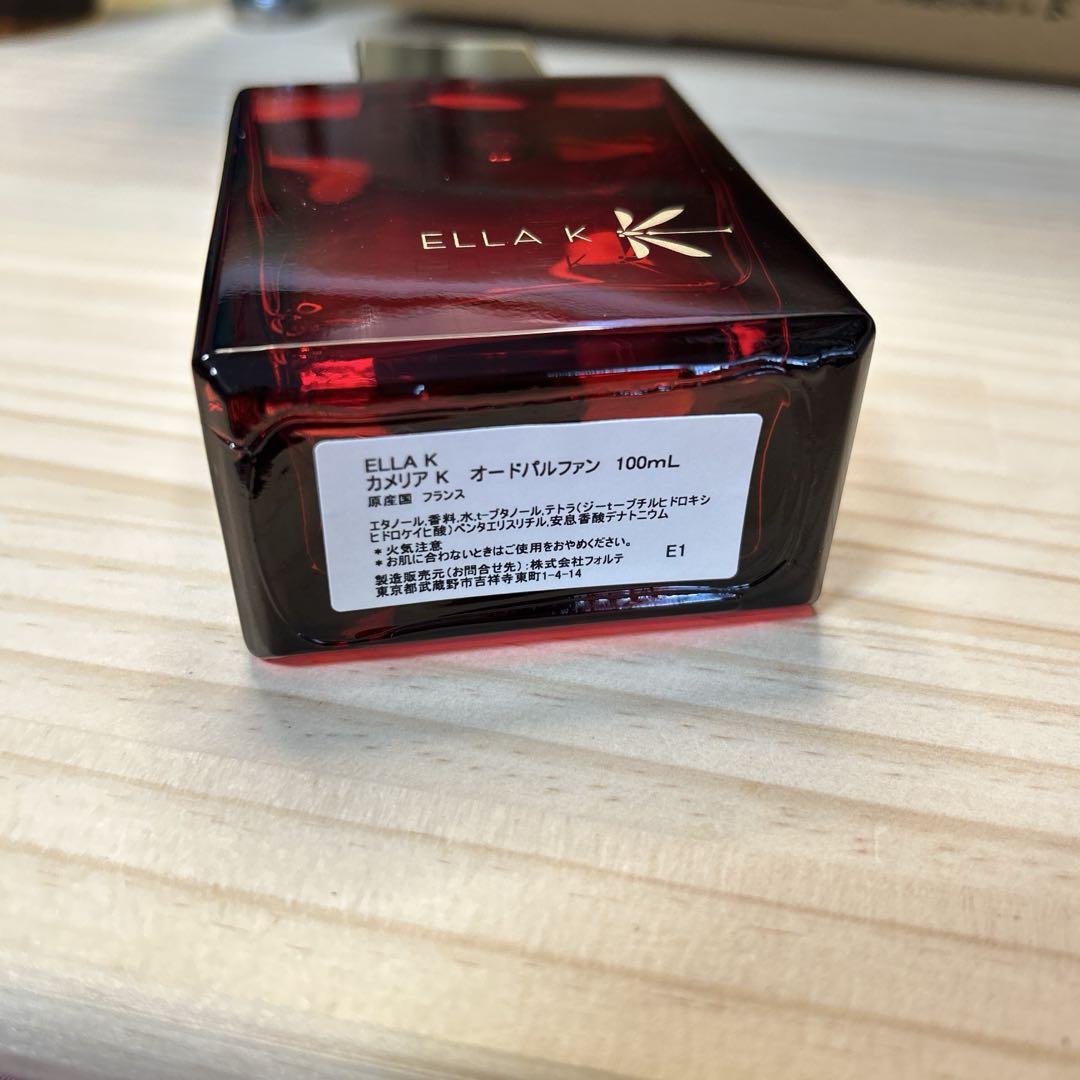 ELLA K
ELLA K
カメリア K オードパルファン 100mL
原産国 フランス
エタノール,香料,水,t-ブタノール,テトラ(ジーt-ブチルヒドロキシ
ヒドロケイヒ酸)ペンタエリスリチル,安息香酸デナトニウム
*火気注意
*お肌に合わないときはご使用をおやめください。
E1
製造販売元(お問合せ先):株式会社フォルテ
東京都武蔵野市吉祥寺東町1-4-14